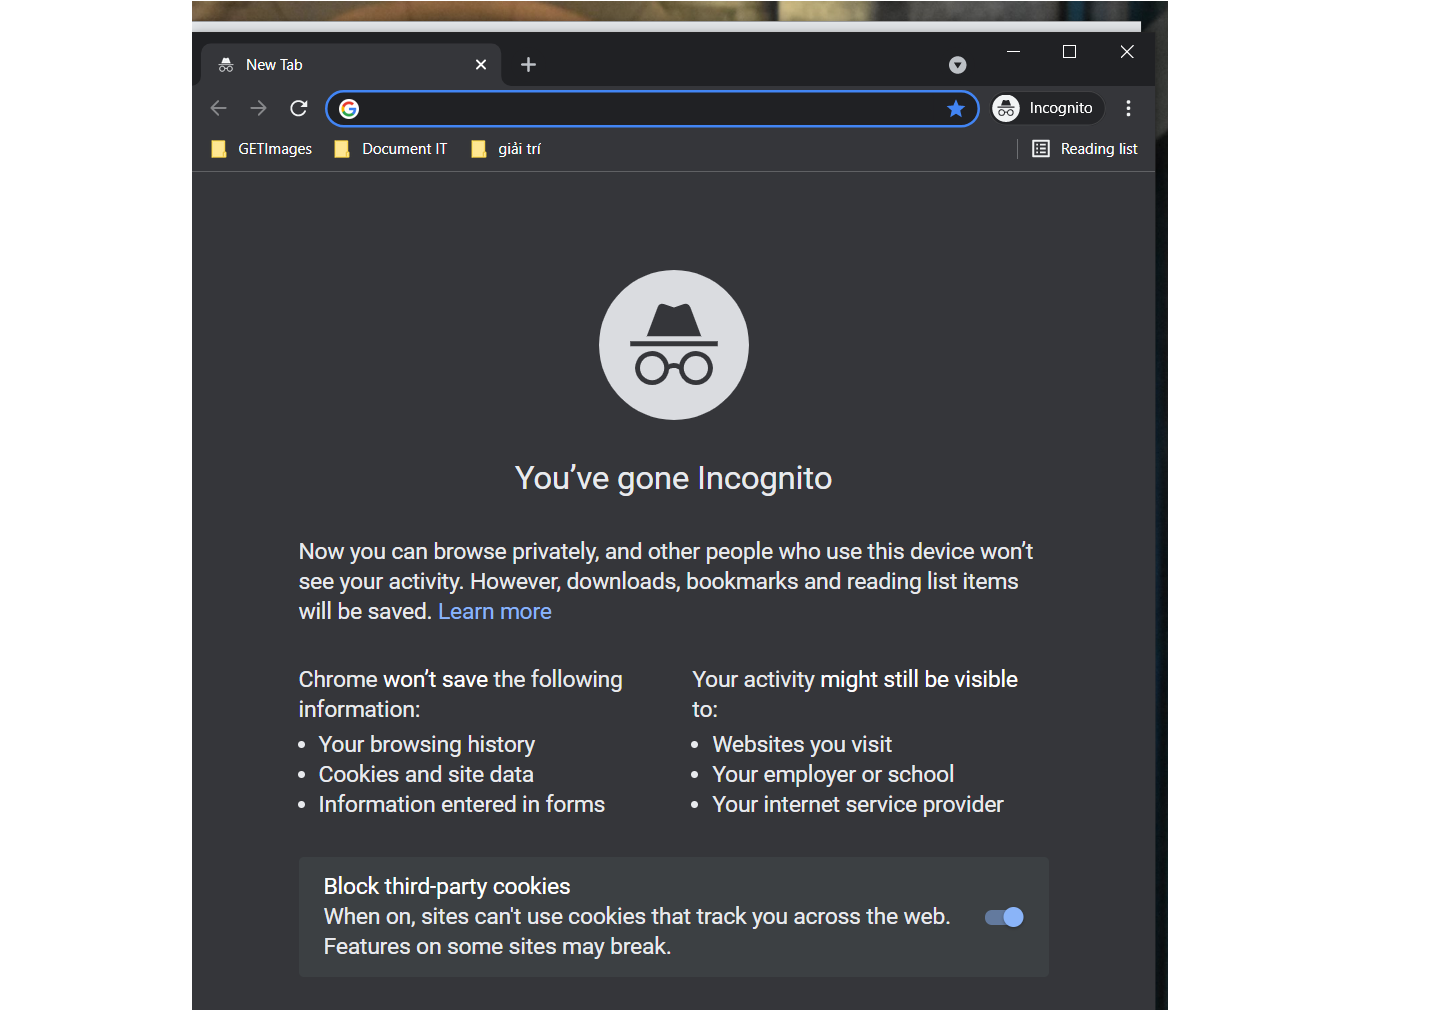 New Tab
Incognito
GETImages Document IT giải trí Reading list
You’ve gone Incognito
Now you can browse privately, and other people who use this device won’t
see your activity. However, downloads, bookmarks and reading list items
will be saved. Learn more
Chrome won’t save the following
information:
• Your browsing history
• Cookies and site data
• Information entered in forms
Your activity might still be visible
to:
• Websites you visit
• Your employer or school
• Your internet service provider
Block third-party cookies
When on, sites can't use cookies that track you across the web.
Features on some sites may break.